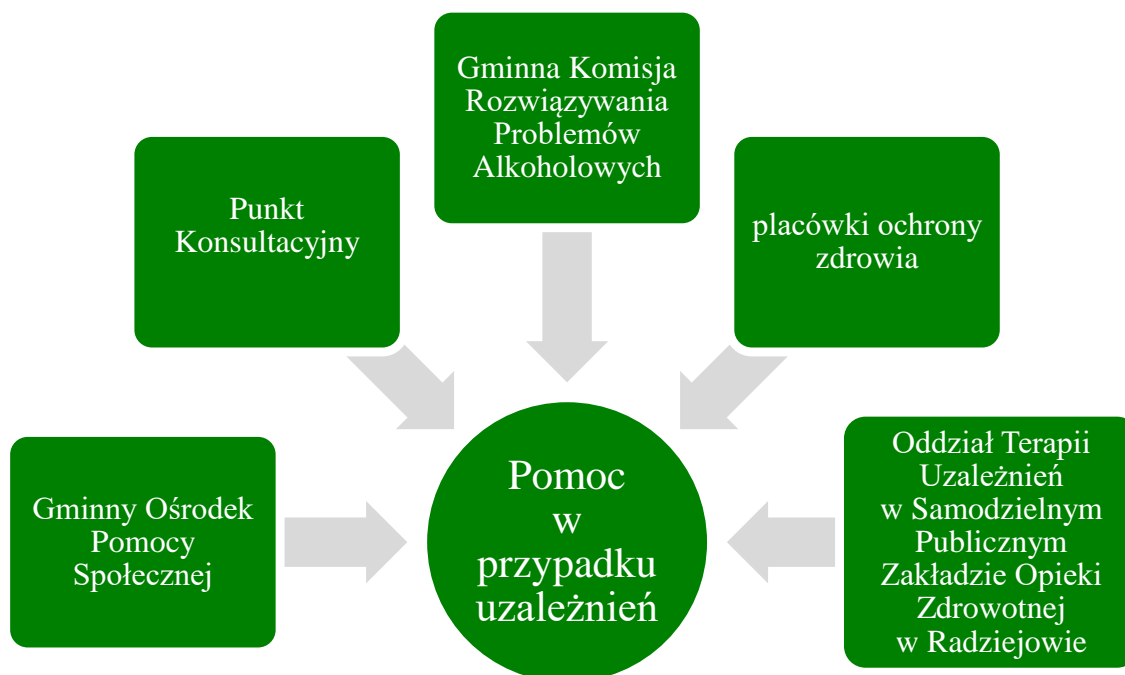 Gminna Komisja
Rozwiązywania
Problemów
Alkoholowych
Punkt
Konsultacyjny
placówki ochrony
zdrowia
Gminny Ośrodek
Pomocy
Społecznej
Pomoc
w
przypadku
uzależnień
Oddział Terapii
Uzależnień
w Samodzielnym
Publicznym
Zakładzie Opieki
Zdrowotnej
w Radziejowie